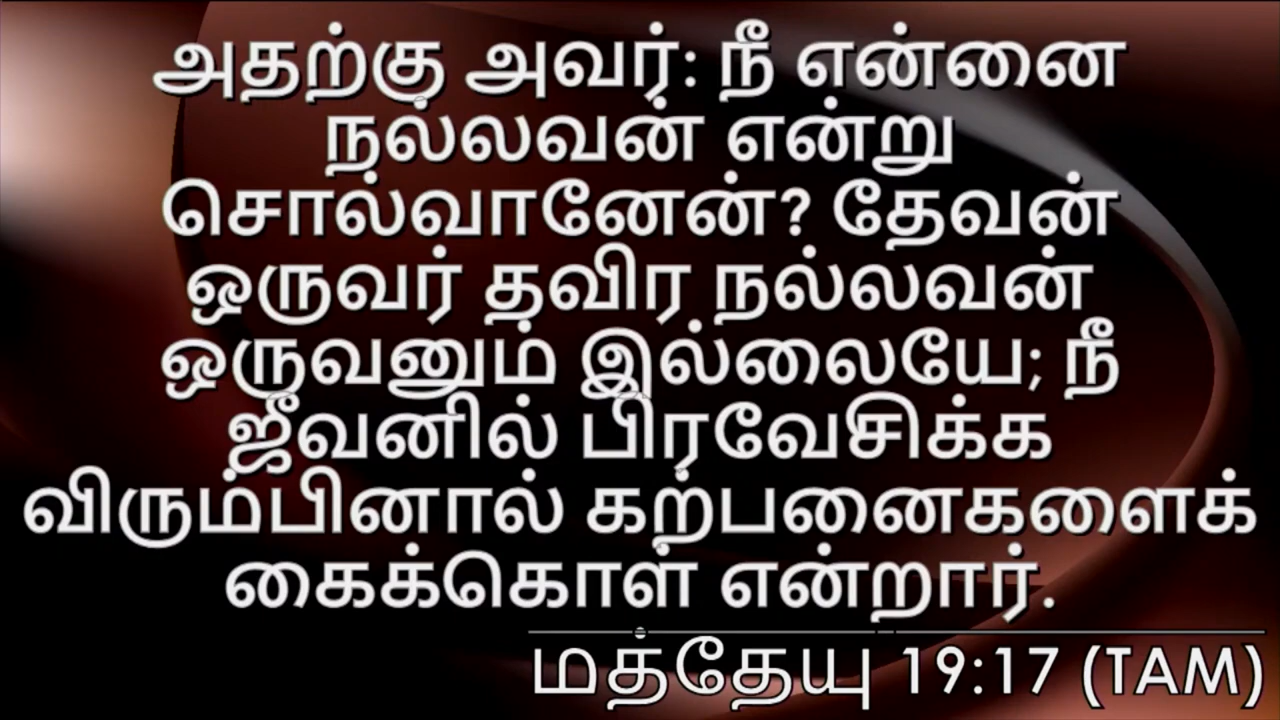 அதற்கு அவர்: நீ என்னை
நல்லவன் என்று
சொல்வானேன்? தேவன்
ஒருவர் தவிர நல்லவன்
ஒருவனும் இல்லையே; நீ
ஜீவனில் பிரவேசிக்க
விரும்பினால் கற்பனைகளைக்
கைக்கொள் என்றார்.
மத்தேயு 19:17 (TAM)